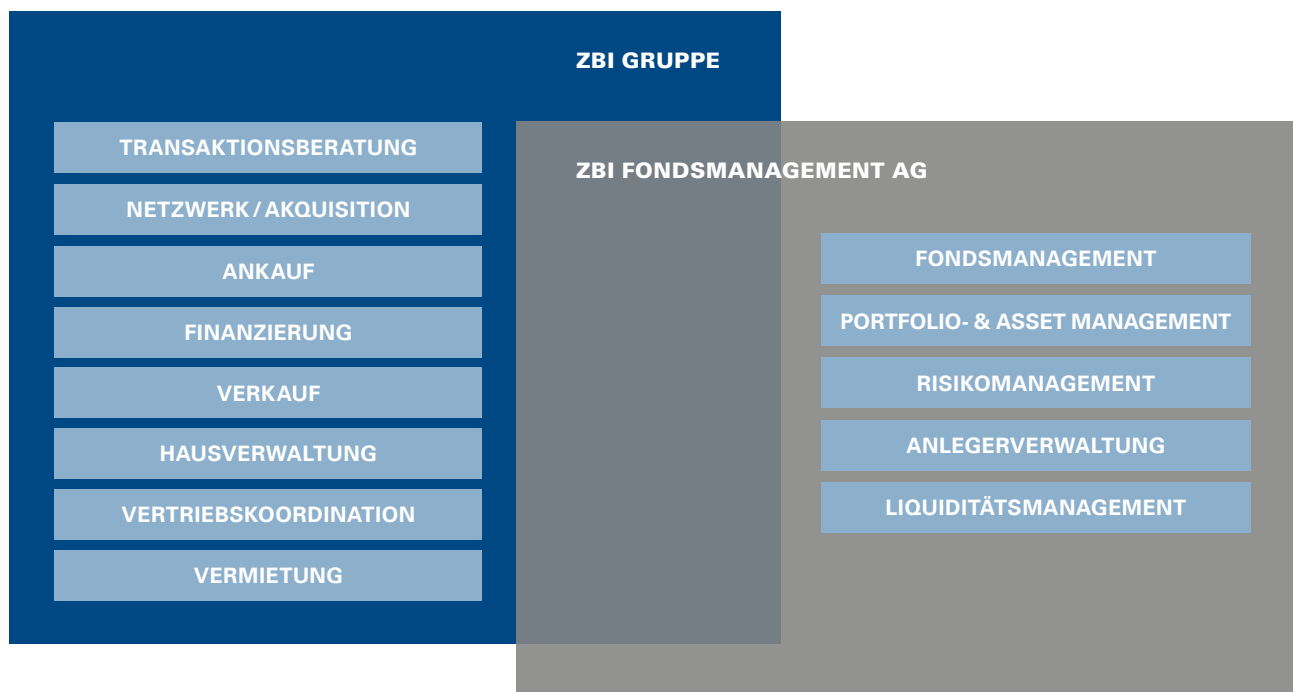 ZBI GRUPPE
TRANSAKTIONSBERATUNG
NETZWERK / AKQUISITION
ANKAUF
FINANZIERUNG
VERKAUF
HAUSVERWALTUNG
VERTRIEBSKOORDINATION
VERMIETUNG
ZBI FONDSMANAGEMENT AG
FONDSMANAGEMENT
PORTFOLIO- & ASSET MANAGEMENT
RISIKOMANAGEMENT
ANLEGERVERWALTUNG
LIQUIDITÄTSMANAGEMENT